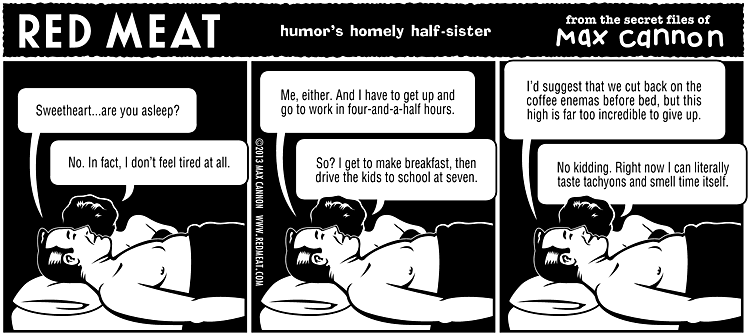 RED MEAT
humor's homely half-sister
from the secret files of
Max cannon
Sweetheart...are you asleep?
No. In fact, I don't feel tired at all.
Me, either. And I have to get up and
go to work in four-and-a-half hours.
So? I get to make breakfast, then
drive the kids to school at seven.
©2013 MAX CANNON WWW.REDMEAT.COM
I'd suggest that we cut back on the
coffee enemas before bed, but this
high is far too incredible to give up.
No kidding. Right now I can literally
taste tachyons and smell time itself.